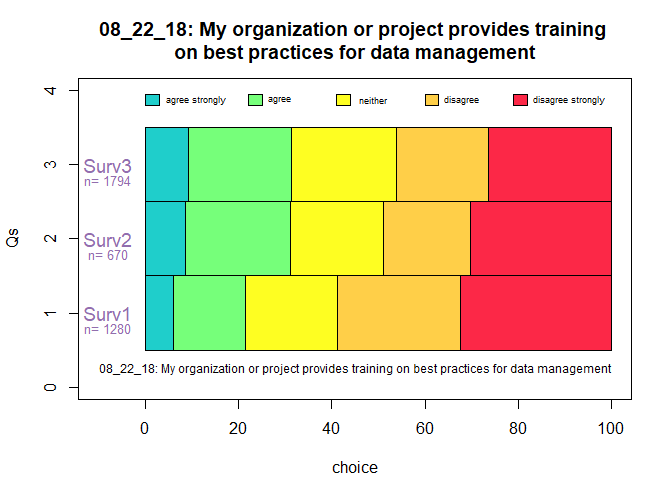 08_22_18: My organization or project provides training
on best practices for data management
agree strongly agree neither disagree disagree strongly
4
3
2
1
0
Qs
Surv3
n= 1794
Surv2
n= 670
Surv1
n= 1280
08_22_18: My organization or project provides training on best practices for data management
0 20 40 60 80 100
choice